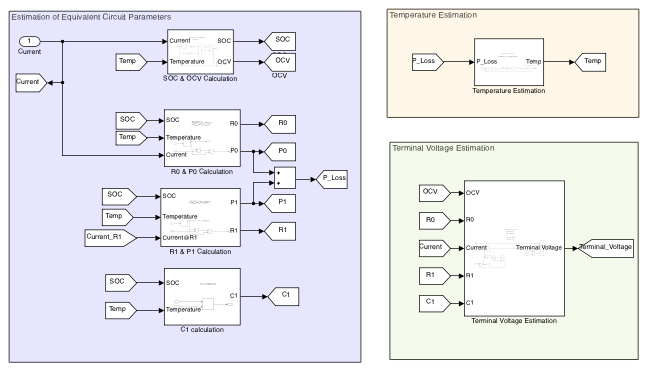 Estimation of Equivalent Circuit Parameters
1
Current
Current
Temp
Current
Temperature
SOC
OCV
SOC & OCV Calculation
SOC
OCV
OCV
SOC
Temp
SOC
Temperature
Current
R0
P0
R0 & P0 Calculation
R0
P0
+
+
P_Loss
SOC
Temp
Current_R1
SOC
Temperature
Current@R1
P1
R1
R1 & P1 Calculation
P1
R1
SOC
Temp
SOC
Temperature
C1
C1 calculation
C1
Temperature Estimation
P_Loss
P_Loss
Temp
Temperature Estimation
Temp
Terminal Voltage Estimation
OCV
R0
Current
R1
C1
OCV
R0
Current
R1
C1
Terminal Voltage
Terminal Voltage Estimation
Terminal_Voltage